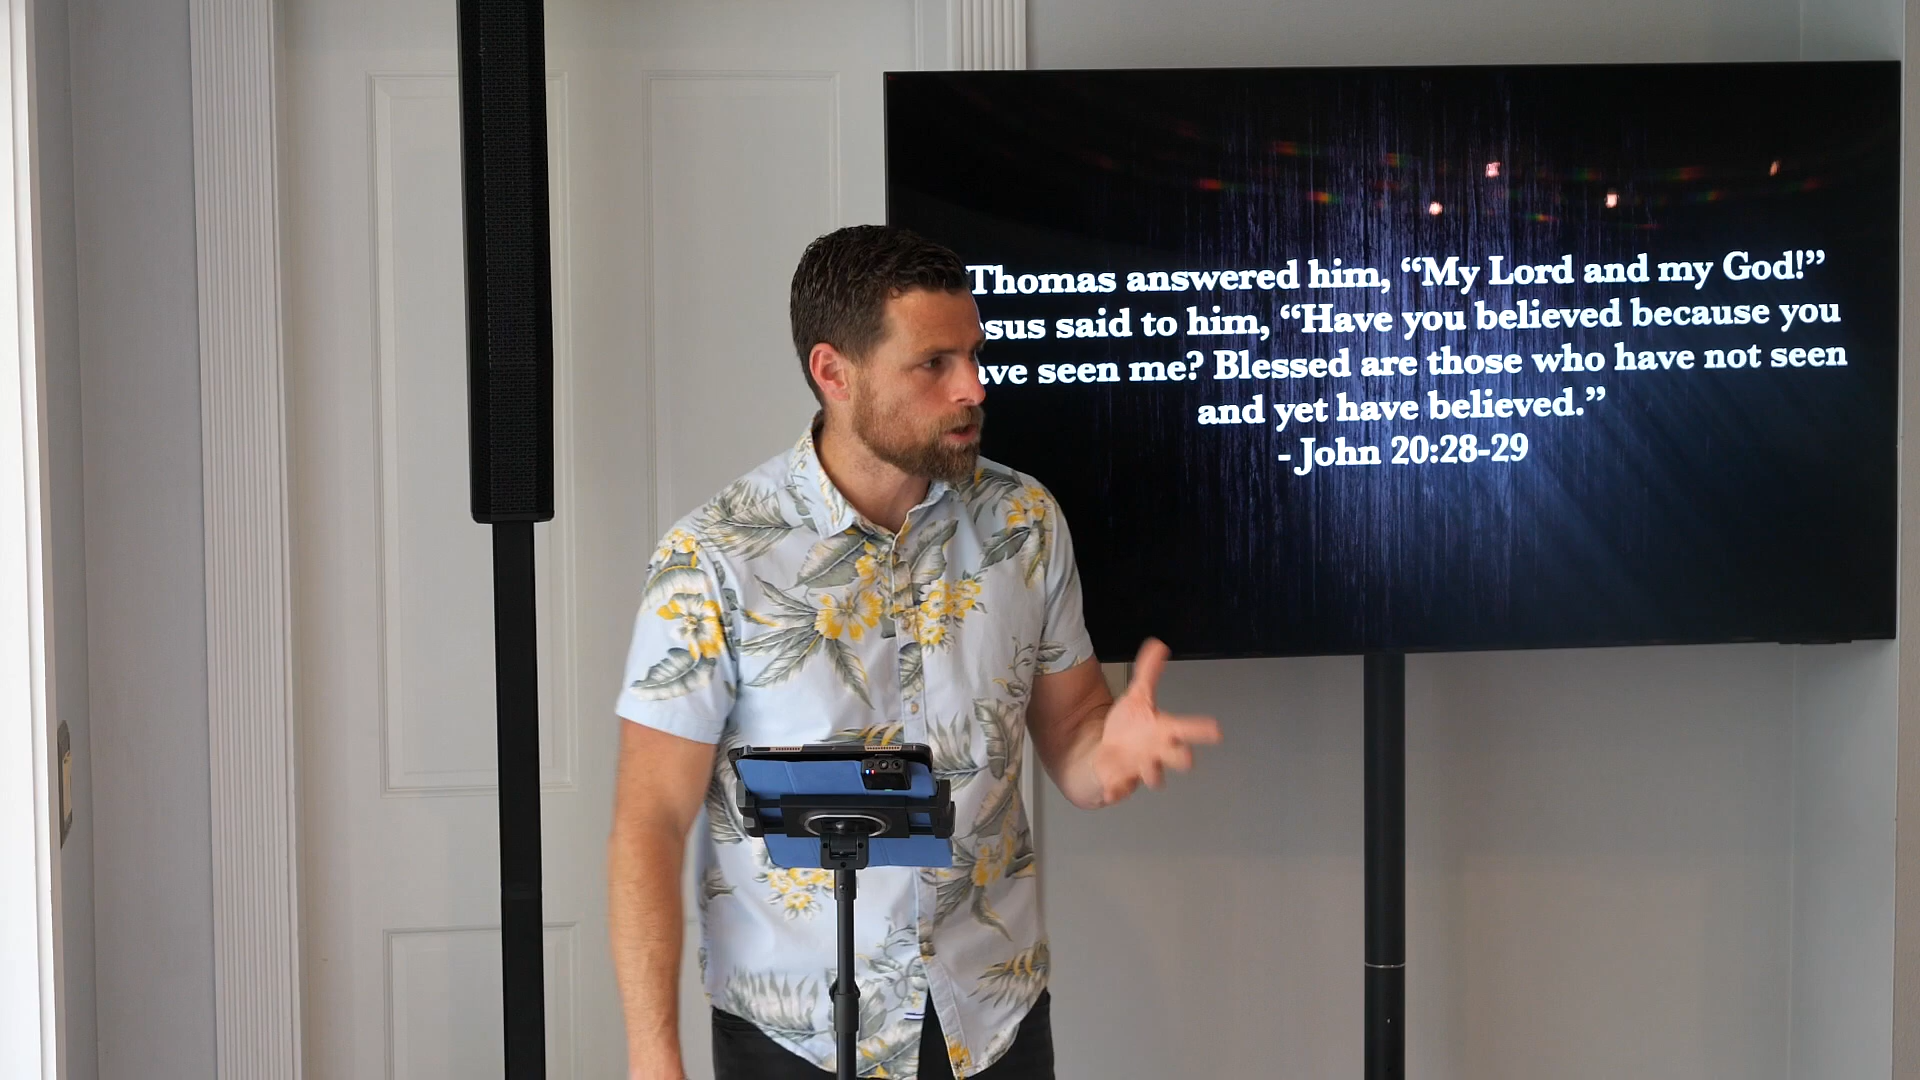 Thomas answered him, “My Lord and my God!”
sus said to him, “Have you believed because you
ave seen me? Blessed are those who have not seen
and yet have believed.”
- John 20:28-29